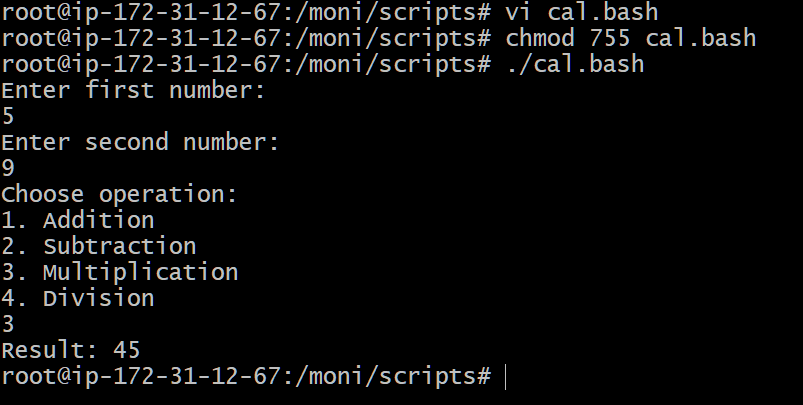 root@ip-172-31-12-67:/moni/scripts# vi cal.bash
root@ip-172-31-12-67:/moni/scripts# chmod 755 cal.bash
root@ip-172-31-12-67:/moni/scripts# ./cal.bash
Enter first number:
5
Enter second number:
9
Choose operation:
1. Addition
2. Subtraction
3. Multiplication
4. Division
3
Result: 45
root@ip-172-31-12-67:/moni/scripts#